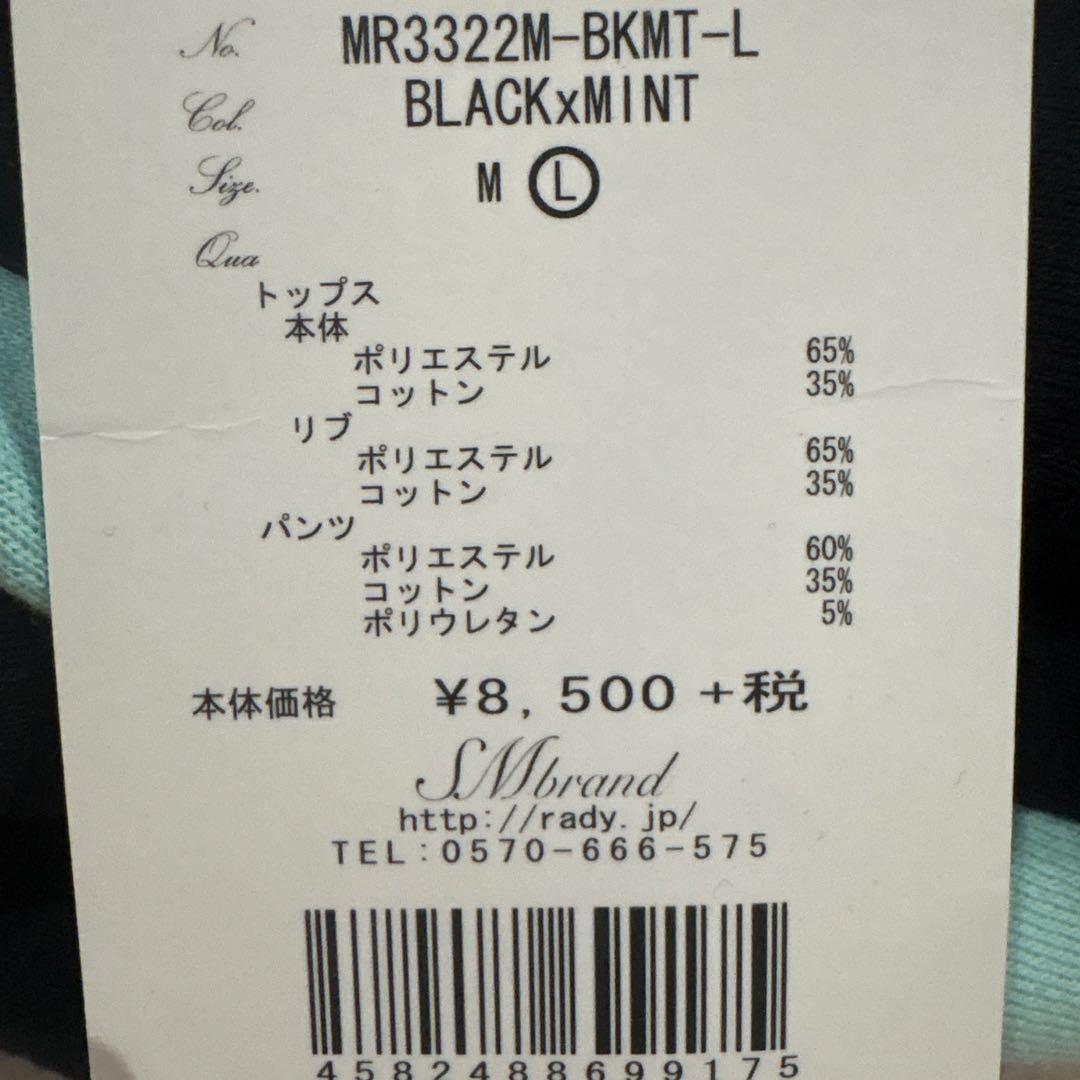 No. MR3322M-BKMT-L
Col. BLACKxMINT
Size. M L
Qua
トップス
本体
ポリエステル 65%
コットン 35%
リブ
ポリエステル 65%
コットン 35%
パンツ
ポリエステル 60%
コットン 35%
ポリウレタン 5%
本体価格 ¥8,500+税
SMbrand
http://rady.jp/
TEL:0570-666-575
4582488699175